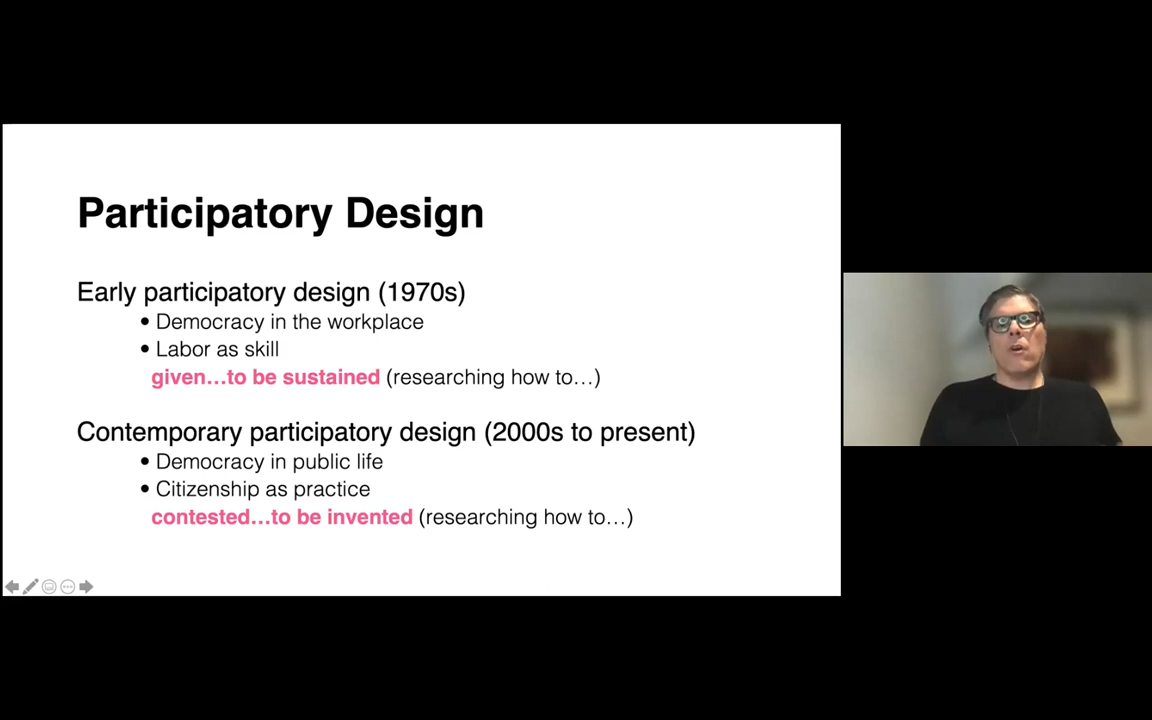 Participatory Design
Early participatory design (1970s)
• Democracy in the workplace
• Labor as skill
given...to be sustained (researching how to...)
Contemporary participatory design (2000s to present)
• Democracy in public life
• Citizenship as practice
contested...to be invented (researching how to...)